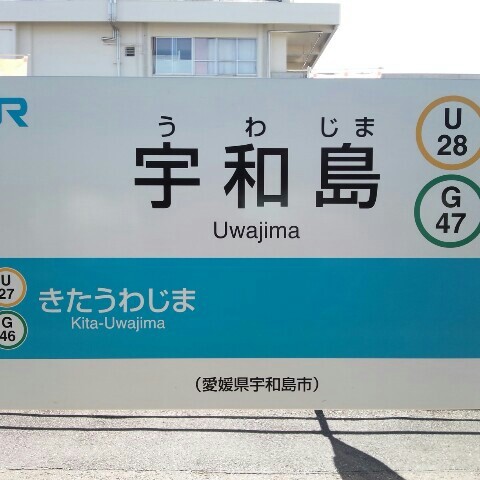 JR
うわじま
宇和島
Uwajima
U
28
G
47
U
27
G
46
きたうわじま
Kita-Uwajima
(愛媛県宇和島市)